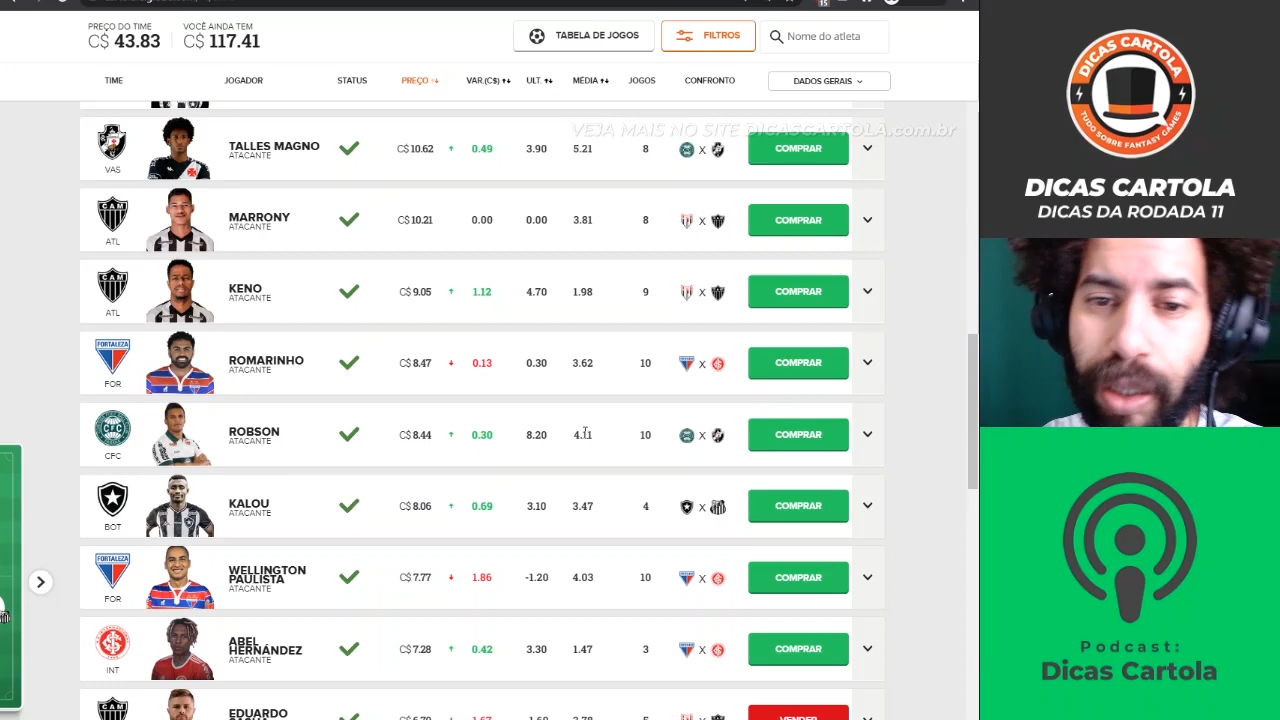 PREÇO DO TIME
C$ 43.83
VOCÊ AINDA TEM
C$ 117.41
TABELA DE JOGOS
FILTROS
Nome do atleta
TIME JOGADOR STATUS PREÇO VAR.(C$) ULT. MÉDIA JOGOS CONFRONTO DADOS GERAIS
VEJA MAIS NO SITE DICASCARTOLA.com.br
VAS TALLES MAGNO ATACANTE C$ 10.62 0.49 3.90 5.21 8 X COMPRAR
CAM ATL MARRONY ATACANTE C$ 10.21 0.00 0.00 3.81 8 X COMPRAR
CAM ATL KENO ATACANTE C$ 9.05 1.12 4.70 1.98 9 X COMPRAR
FORTALEZA FOR ROMARINHO ATACANTE C$ 8.47 0.13 0.30 3.62 10 X COMPRAR
CFC CFC ROBSON ATACANTE C$ 8.44 0.30 8.20 4.11 10 X COMPRAR
BOT KALOU ATACANTE C$ 8.06 0.69 3.10 3.47 4 X COMPRAR
FORTALEZA FOR WELLINGTON PAULISTA ATACANTE C$ 7.77 1.86 -1.20 4.03 10 X COMPRAR
INT ABEL HERNÁNDEZ ATACANTE C$ 7.28 0.42 3.30 1.47 3 X COMPRAR
CAM EDUARDO
DICAS CARTOLA
TUDO SOBRE FANTASY GAMES
DICAS CARTOLA
DICAS DA RODADA 11
Podcast:
Dicas Cartola